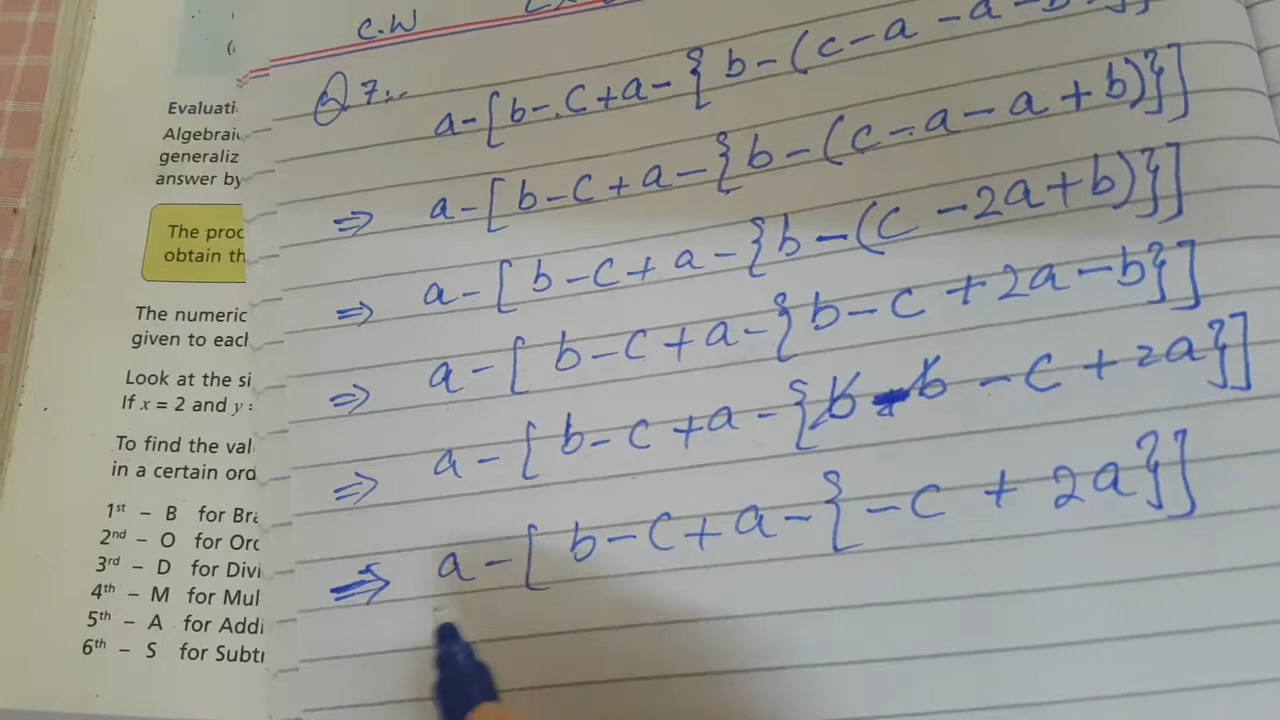 C.W
Q 7..
a-[b-c+a-{b-(c-a-a-b
⇒ a-[b-c+a-{b-(c-a-a+b)}]
⇒ a-[b-c+a-{b-(c-2a+b)}]
⇒ a-[b-c+a-{b-c+2a-b}]
⇒ a-[b-c+a-{b-b-c+2a}]
⇒ a-[b-c+a-{-c+2a}]
Evaluati
Algebrai
generaliz
answer by
The proc
obtain th
The numeric
given to each
Look at the si
If x = 2 and y =
To find the val
in a certain ord
1st – B for Bra
2nd – O for Ord
3rd – D for Divi
4th – M for Mul
5th – A for Addi
6th – S for Subtr